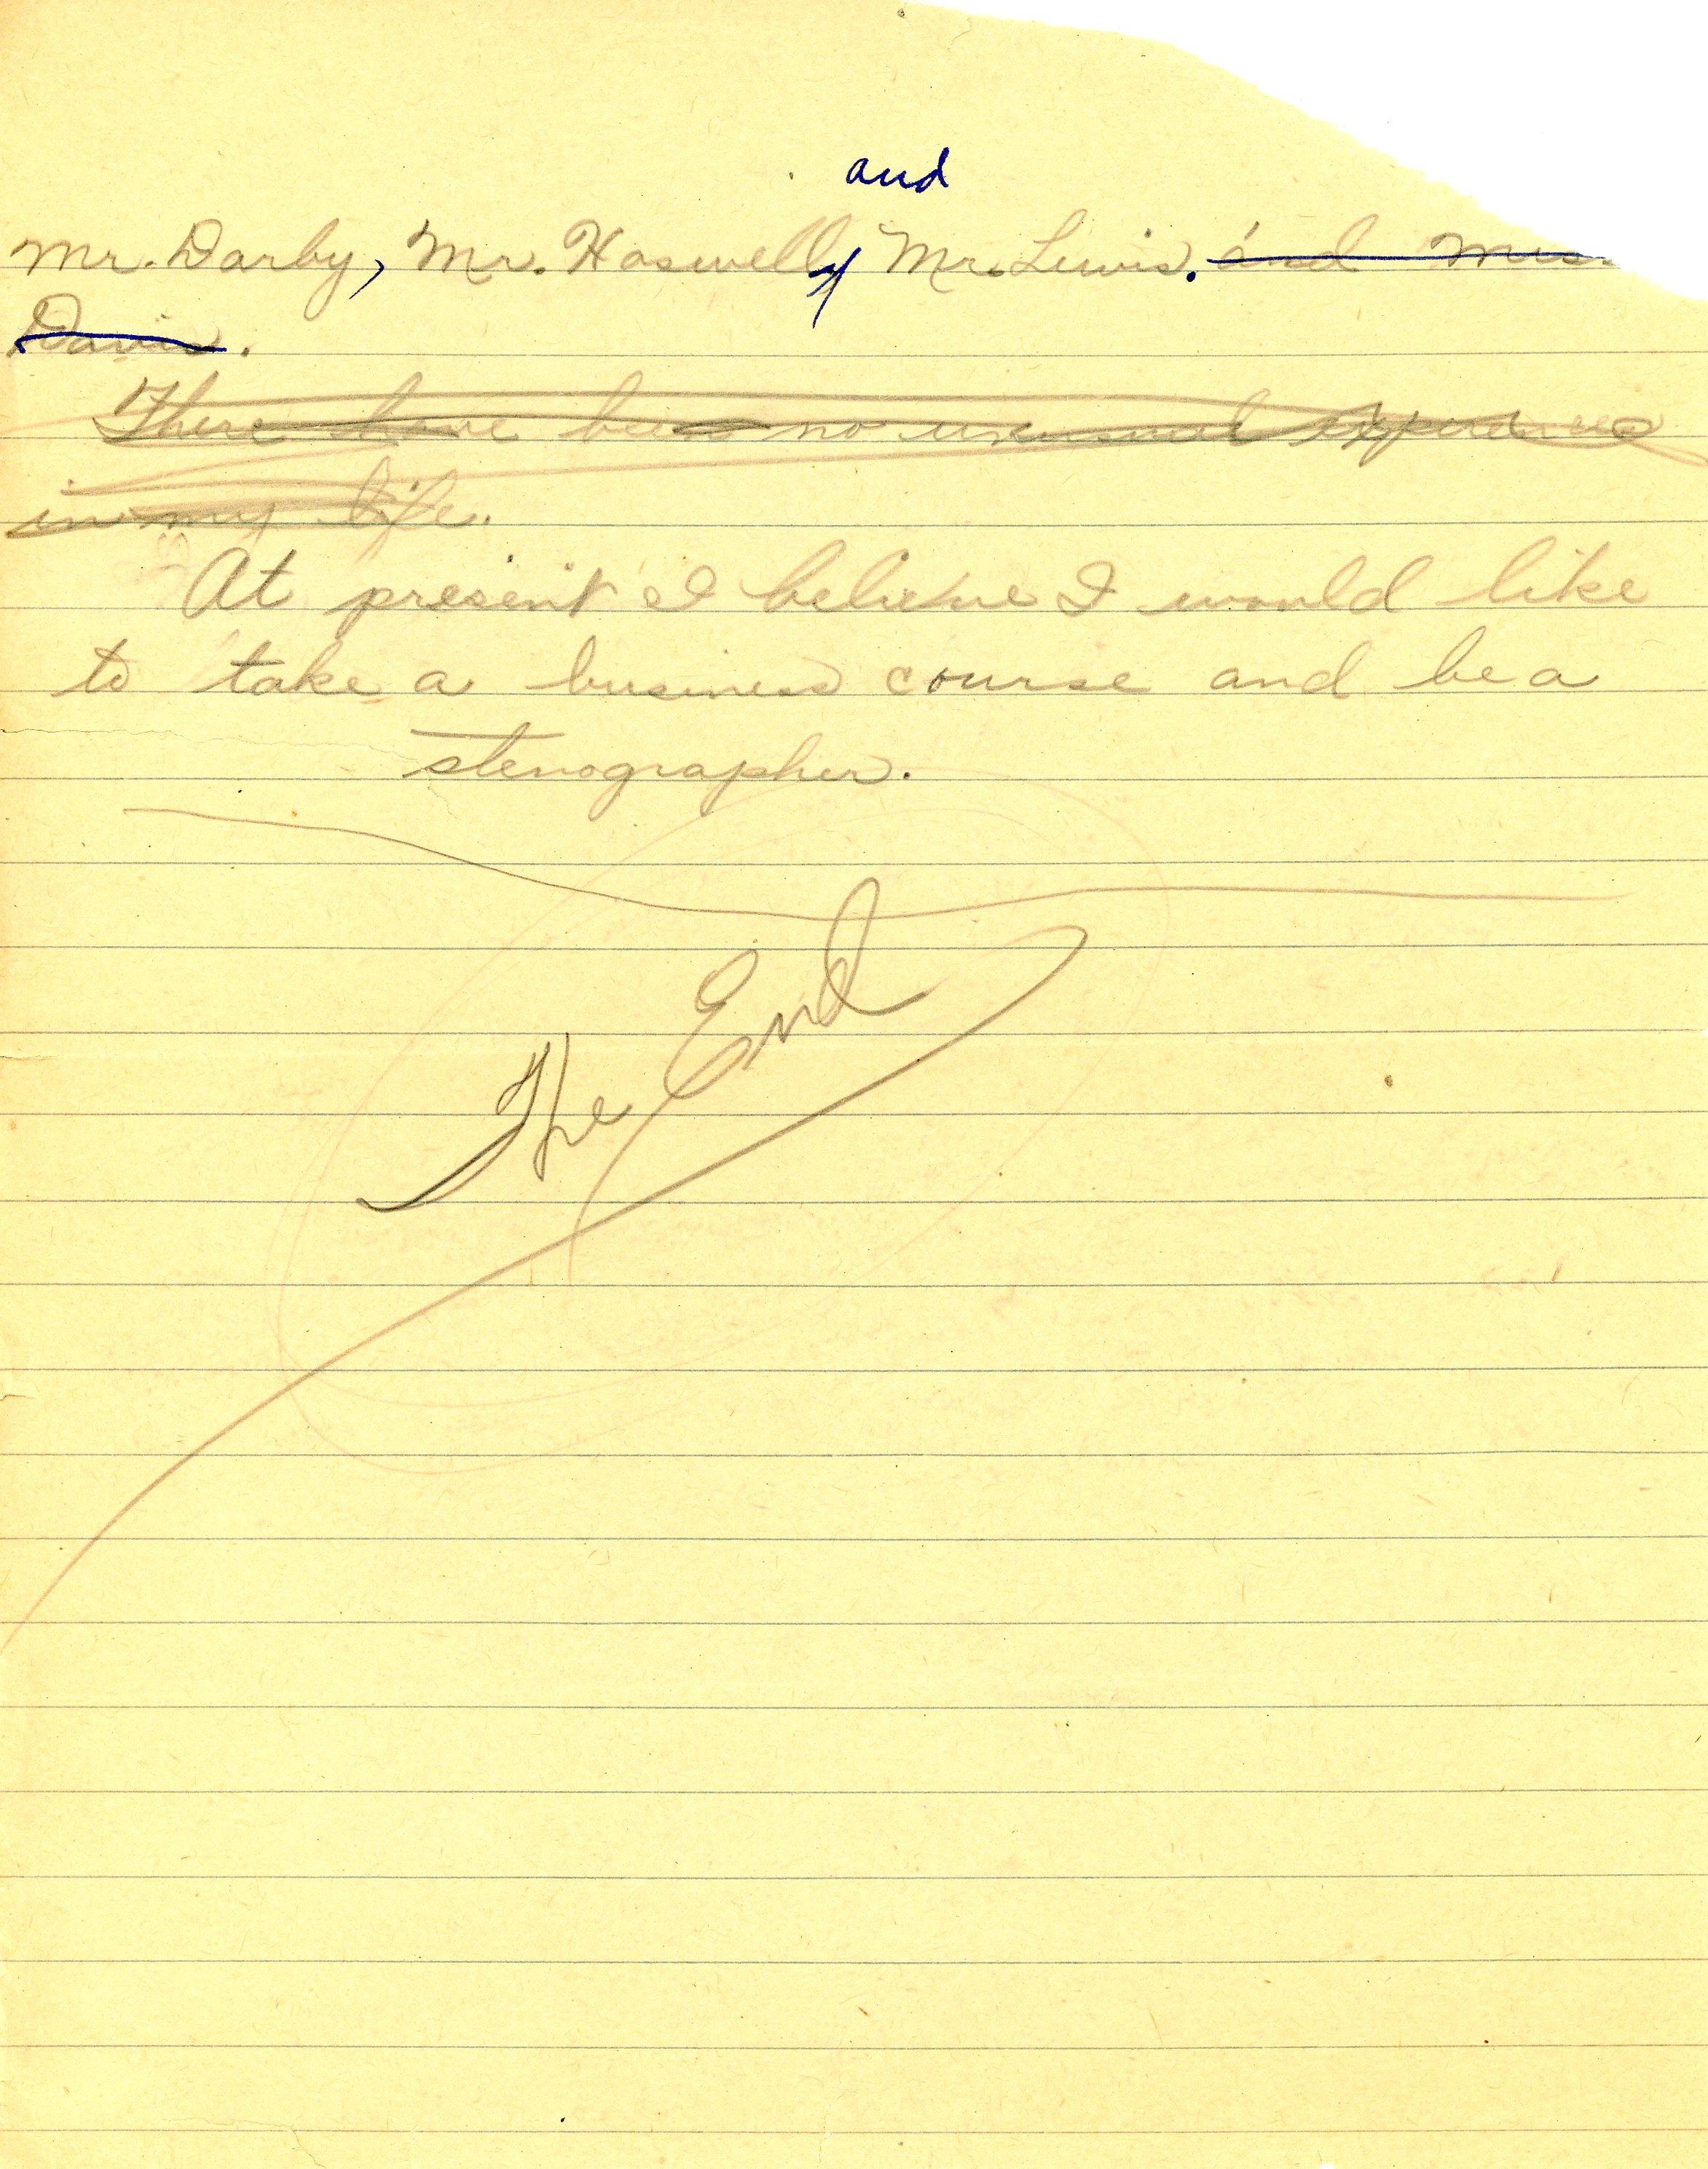 and
Mr. Darby, Mr. Haswell, Mr. Lewis. and Mrs.
Davis.
There have been no unusual experiences
in my life.
At present I believe I would like
to take a business course and be a
stenographer.
The End